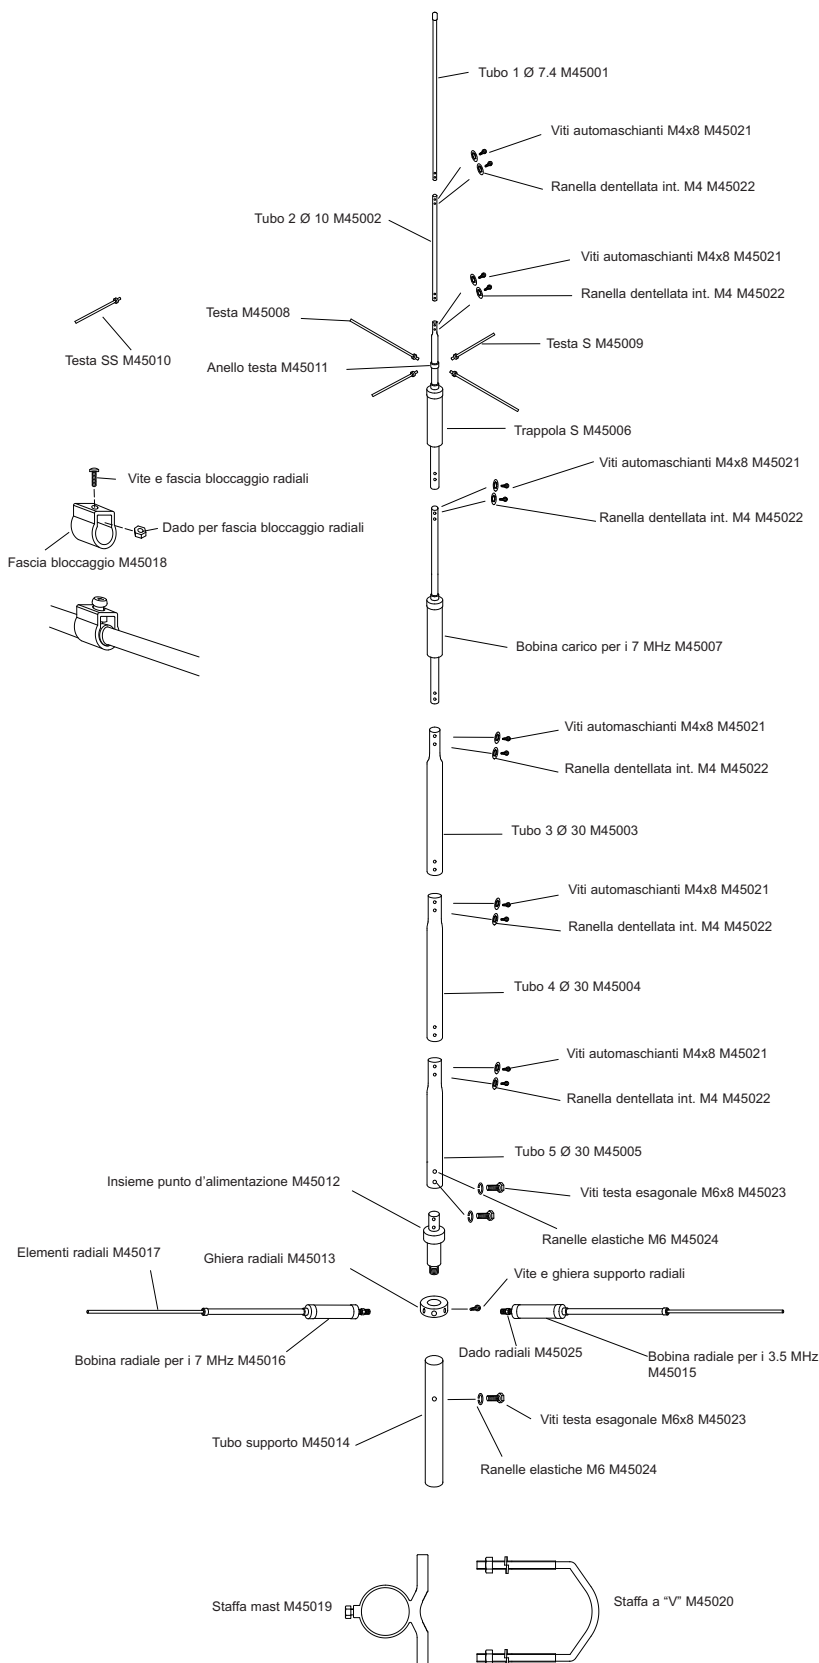 Tubo 1 Ø 7.4 M45001
Viti automaschianti M4x8 M45021
Ranella dentellata int. M4 M45022
Tubo 2 Ø 10 M45002
Viti automaschianti M4x8 M45021
Ranella dentellata int. M4 M45022
Testa M45008
Testa S M45009
Testa SS M45010
Anello testa M45011
Trappola S M45006
Viti automaschianti M4x8 M45021
Vite e fascia bloccaggio radiali
Ranella dentellata int. M4 M45022
Dado per fascia bloccaggio radiali
Fascia bloccaggio M45018
Bobina carico per i 7 MHz M45007
Viti automaschianti M4x8 M45021
Ranella dentellata int. M4 M45022
Tubo 3 Ø 30 M45003
Viti automaschianti M4x8 M45021
Ranella dentellata int. M4 M45022
Tubo 4 Ø 30 M45004
Viti automaschianti M4x8 M45021
Ranella dentellata int. M4 M45022
Tubo 5 Ø 30 M45005
Insieme punto d’alimentazione M45012
Viti testa esagonale M6x8 M45023
Ranelle elastiche M6 M45024
Elementi radiali M45017
Ghiera radiali M45013
Vite e ghiera supporto radiali
Dado radiali M45025
Bobina radiale per i 7 MHz M45016
Bobina radiale per i 3.5 MHz
M45015
Viti testa esagonale M6x8 M45023
Tubo supporto M45014
Ranelle elastiche M6 M45024
Staffa mast M45019
Staffa a “V” M45020